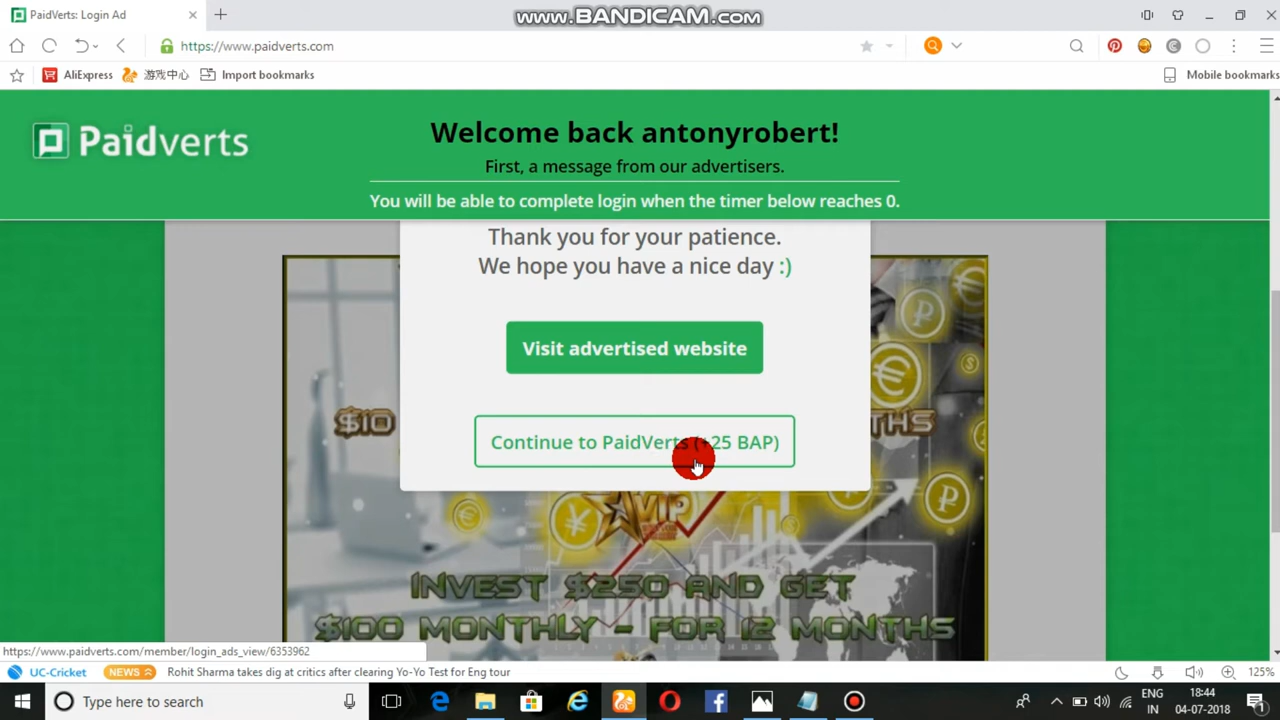 PaidVerts: Login Ad
www.BANDICAM.com
https://www.paidverts.com
AliExpress
游戏中心
Import bookmarks
Mobile bookmarks
Paidverts
Welcome back antonyrobert!
First, a message from our advertisers.
You will be able to complete login when the timer below reaches 0.
Thank you for your patience.
We hope you have a nice day :)
Visit advertised website
$10
THS
Continue to PaidVerts (+25 BAP)
VIP
INVEST $250 AND GET
$100 MONTHLY - FOR 12 MONTHS
https://www.paidverts.com/member/login_ads_view/6353962
UC-Cricket
NEWS
Rohit Sharma takes dig at critics after clearing Yo-Yo Test for Eng tour
125%
Type here to search
ENG
IN
18:44
04-07-2018
1